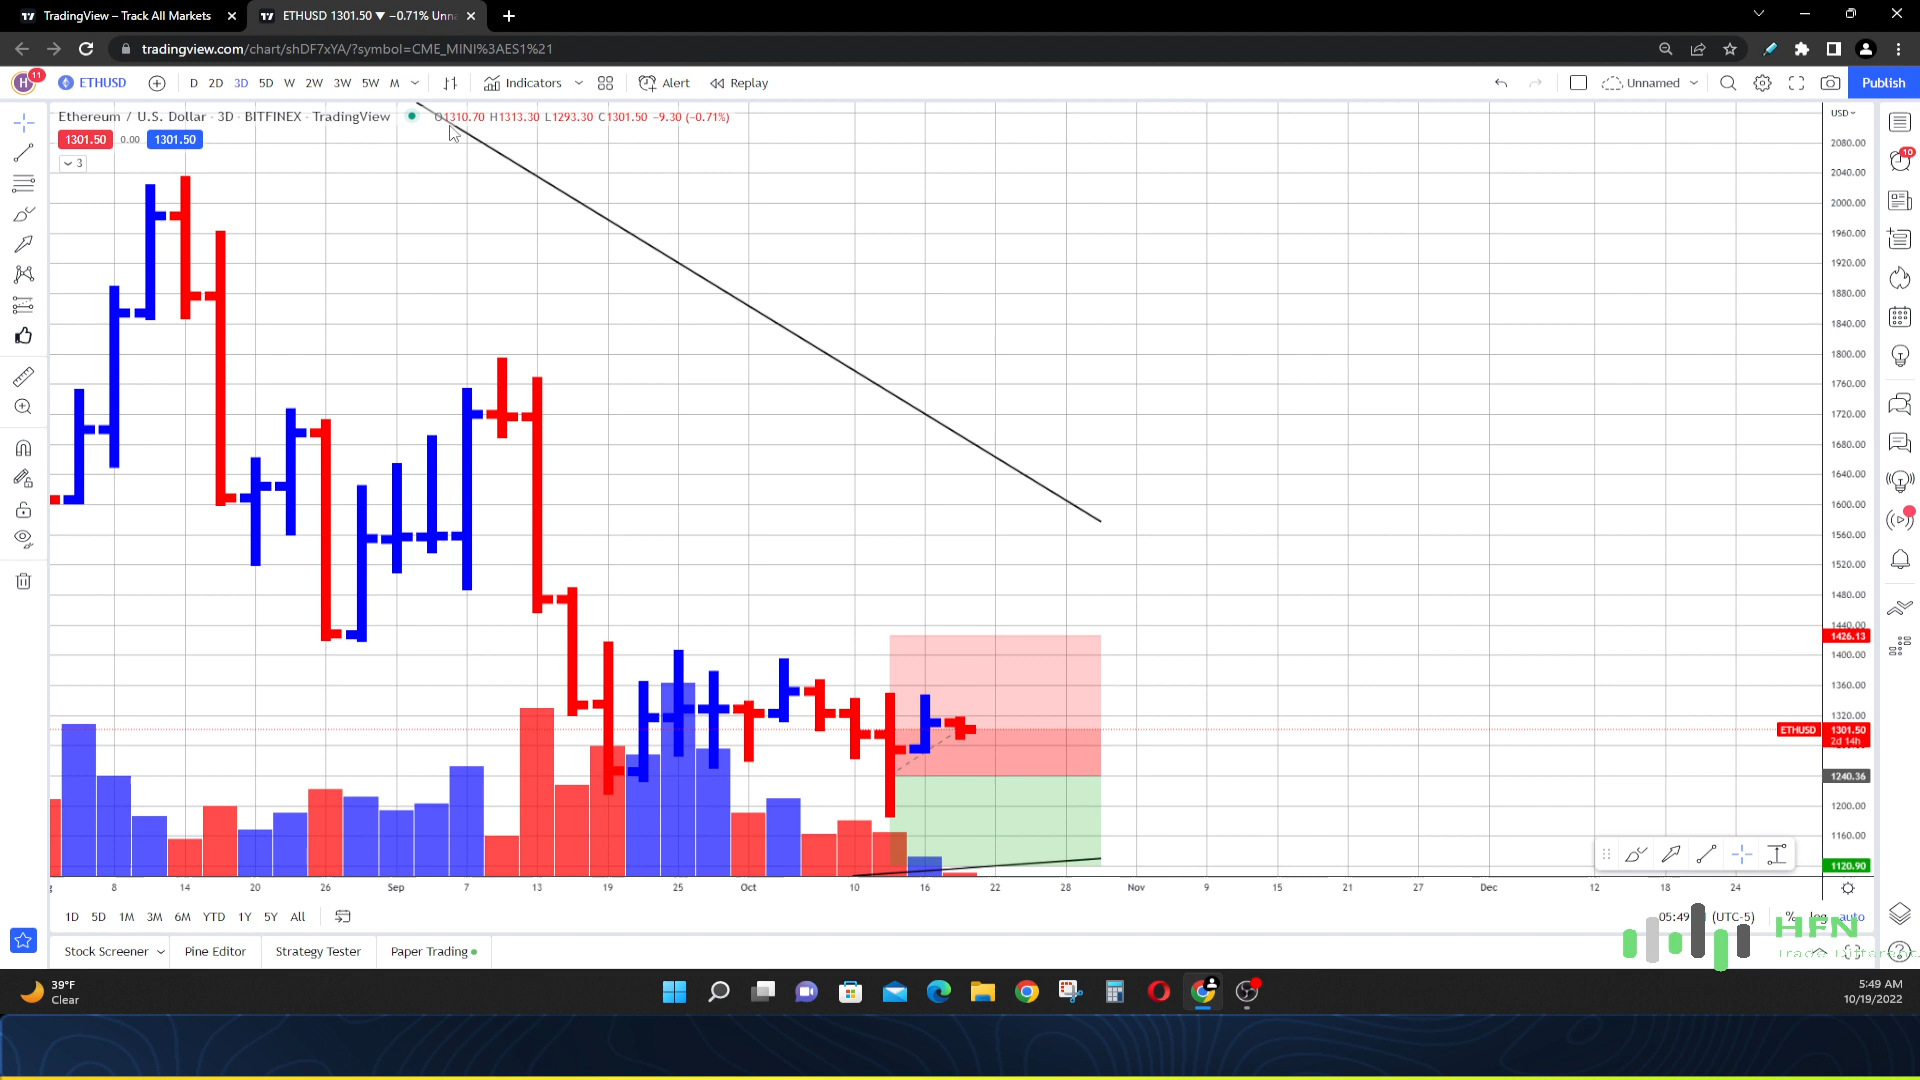 TradingView – Track All Markets
ETHUSD 1301.50 ▼ −0.71% Unna
tradingview.com/chart/shDF7xYA/?symbol=CME_MINI%3AES1%21
H 11 ETHUSD D 2D 3D 5D W 2W 3W 5W M Indicators Alert Replay Unnamed Publish
Ethereum / U.S. Dollar · 3D · BITFINEX · TradingView O1310.70 H1313.30 L1293.30 C1301.50 −9.30 (−0.71%)
USD
1301.50 0.00 1301.50
3
10
2080.00
2040.00
2000.00
1960.00
1920.00
1880.00
1840.00
1800.00
1760.00
1720.00
1680.00
1640.00
1600.00
1560.00
1520.00
1480.00
1440.00
1426.13
1400.00
1360.00
1320.00
ETHUSD 1301.50
2d 14h
1240.36
1200.00
1160.00
1120.90
8 14 20 26 Sep 7 13 19 25 Oct 10 16 22 28 Nov 9 15 21 27 Dec 12 18 24
1D 5D 1M 3M 6M YTD 1Y 5Y All
05:49 (UTC-5) % log auto
HFN
Trade Differenc
Stock Screener Pine Editor Strategy Tester Paper Trading
39°F
Clear
5:49 AM
10/19/2022